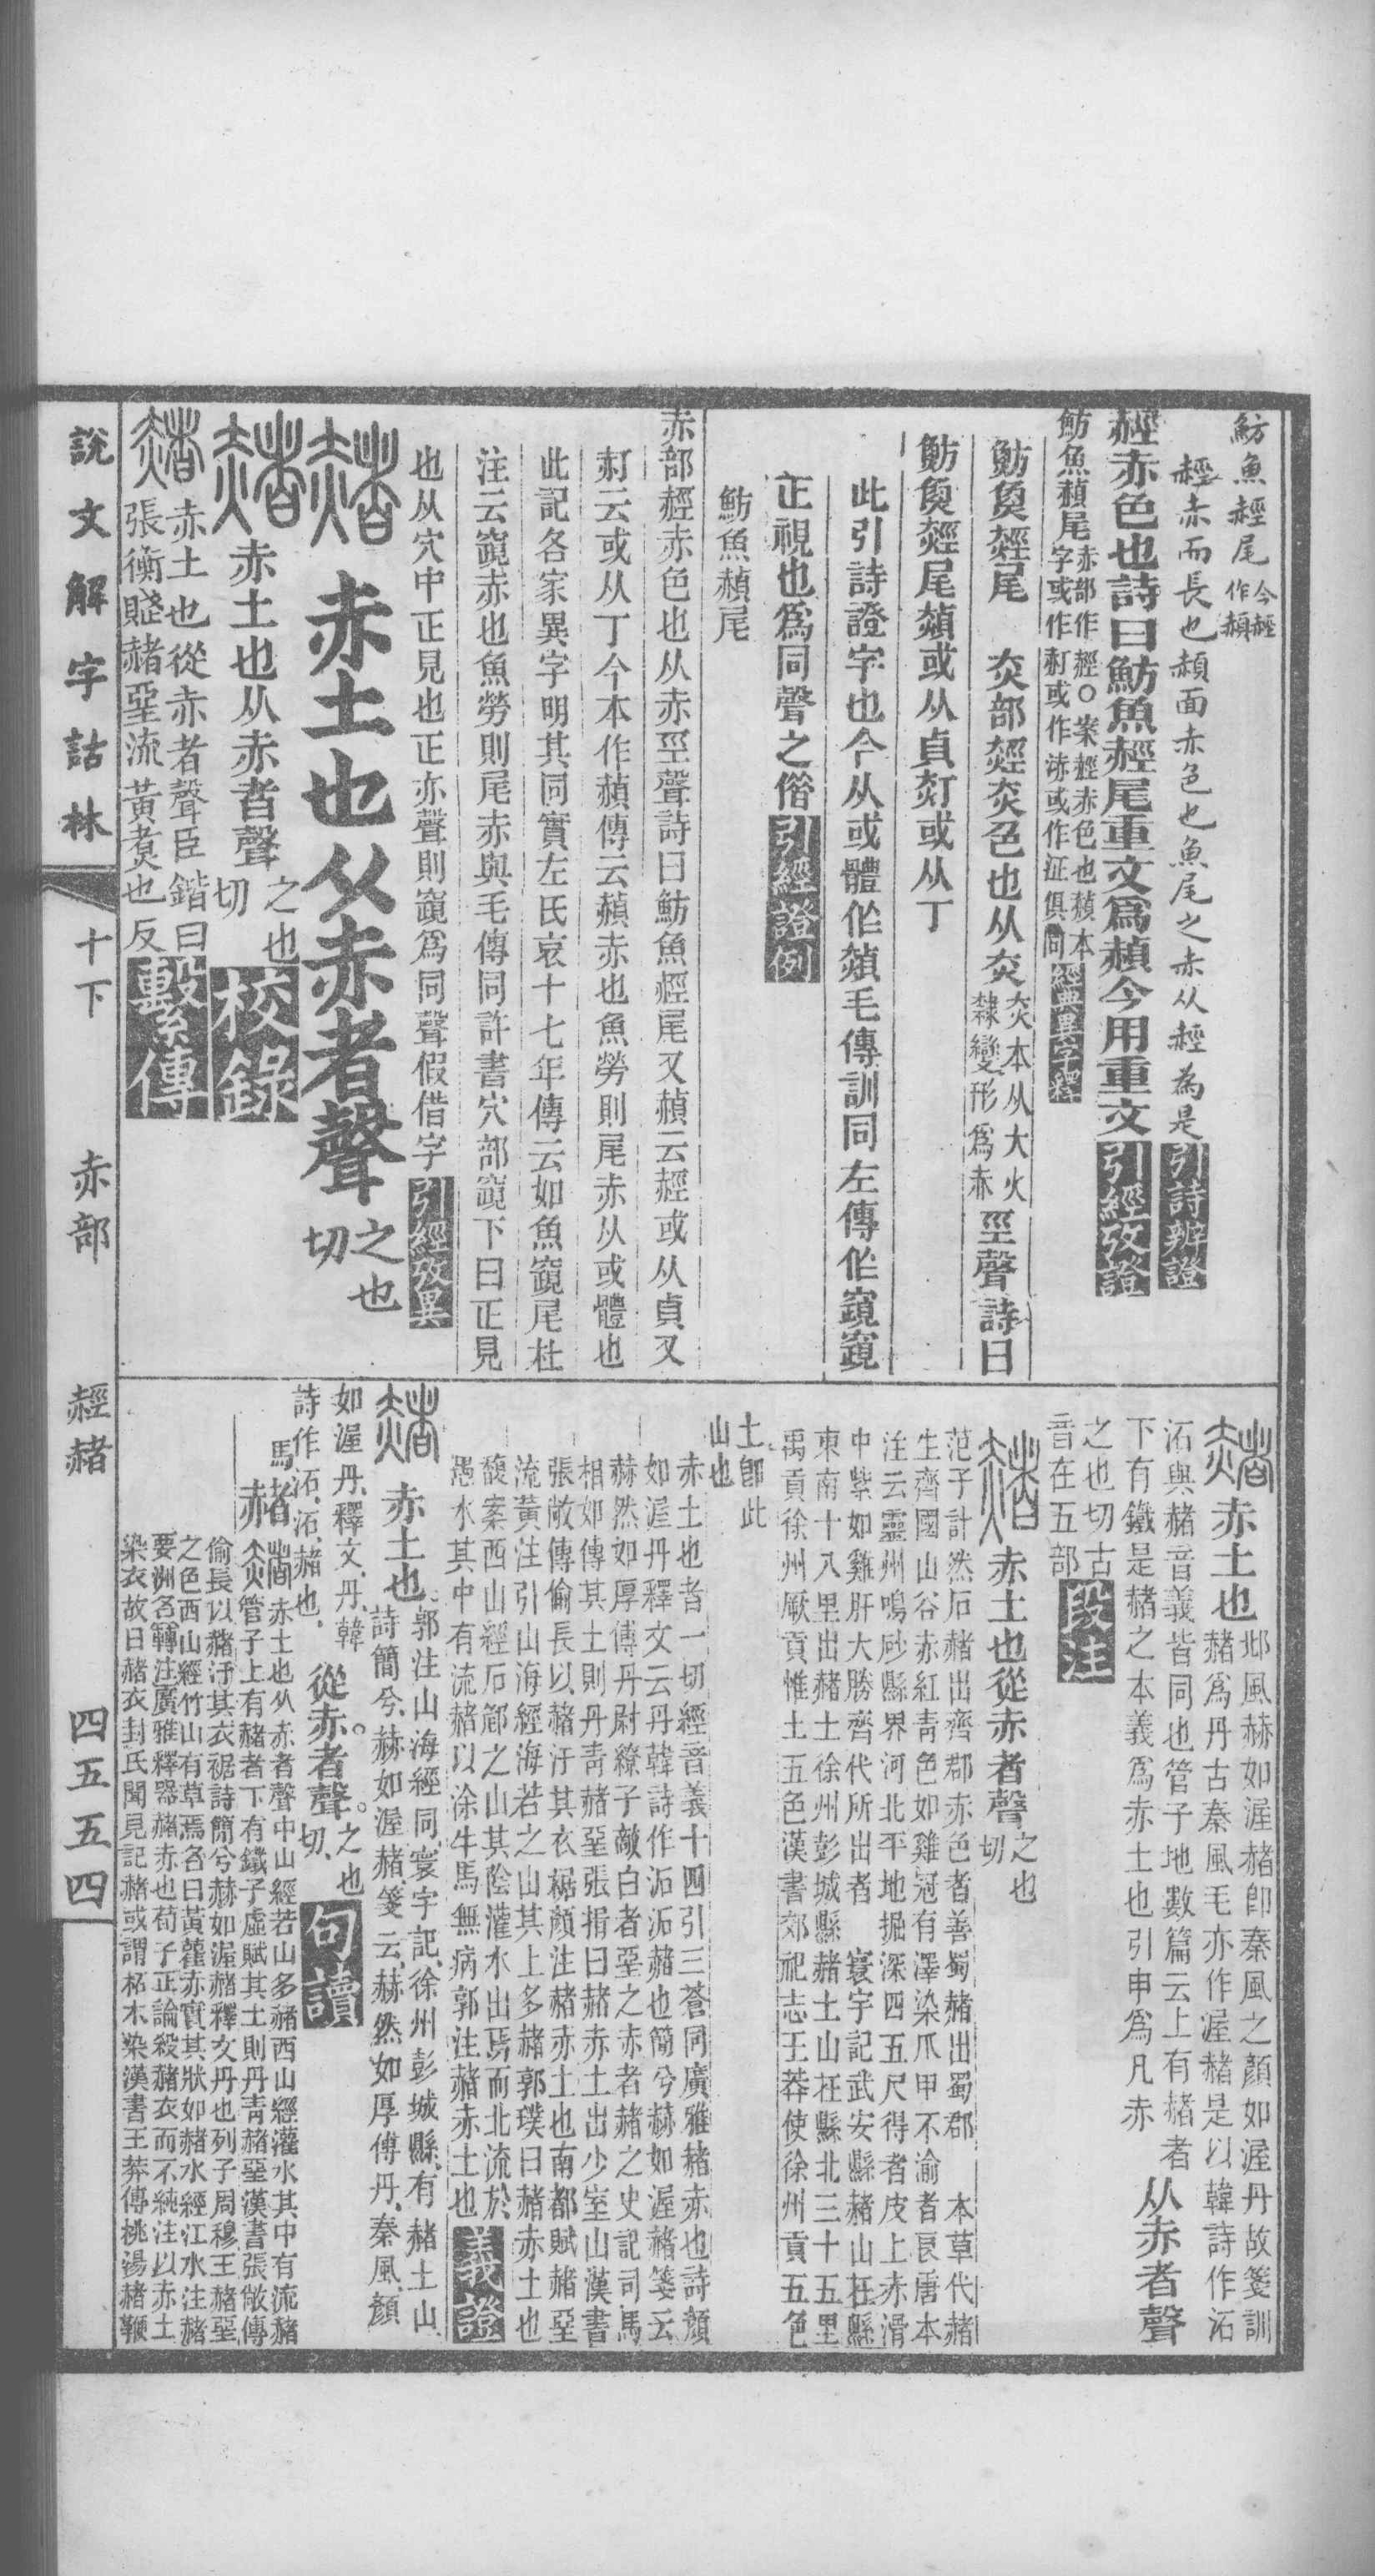 魴魚䞓尾今䞓作赬
䞓赤而長也赬面赤色也魚尾之赤从䞓為是引詩辨證
䞓赤色也詩曰魴魚䞓尾重文爲赬今用重文引經攷證
魴魚赬尾赤部作䞓○案䞓赤色也赬本字或作䞓或作浾或作泟俱同經典異字釋
魴魚䞓尾 赤部䞓赤色也从赤赤本从大火隸變形爲赤巠聲詩曰
魴魚䞓尾赬或从貞䞓或从丁
此引詩證字也今从或體作赬毛傳訓同左傳作竀竀
正視也爲同聲之借引經證例
魴魚赬尾
赤部䞓赤色也从赤巠聲詩曰魴魚䞓尾又赬云䞓或从貞又
云或从丁今本作赬傳云赬赤也魚勞則尾赤从或體也
此記各家異字明其同實左氏哀十七年傳云如魚竀尾杜
注云竀赤也魚勞則尾赤與毛傳同許書穴部竀下曰正見
也从穴中正見也正亦聲則竀爲同聲假借字引經攷異
赭 赤土也从赤者聲之也切
赭 赤土也从赤者聲之也切校錄
赭 赤土也從赤者聲臣鍇曰張衡賦赭堊流黃煑也反繫傳
赭 赤土也邶風赫如渥赭卽秦風之顏如渥丹故箋訓赭爲丹古秦風毛亦作渥赭是以韓詩作沰
沰與赭音義皆同也管子地數篇云上有赭者下有鐵是赭之本義爲赤土也引申爲凡赤从赤者聲
之也切古音在五部段注
赭 赤土也從赤者聲之也切
范子計然石赭出齊郡赤色者善蜀赭出蜀郡 本草代赭
生齊國山谷赤紅青色如雞冠有澤染爪甲不渝者良唐本
注云靈州鳴沙縣界河北平地掘深四五尺得者皮上赤滑
中紫如雞肝大勝齊代所出者 寰宇記武安縣赭山在縣
東南十八里出赭土徐州彭城縣赭土山在縣北三十五里
禹貢徐州厥貢惟土五色漢書郊祀志王莽使徐州貢五色
土卽此山也
赤土也者一切經音義十四引三蒼同廣雅赭赤也詩顏
如渥丹釋文云丹韓詩作沰沰赭也簡兮赫如渥赭箋云
赫然如厚傅丹尉繚子敵白者堊之赤者赭之史記司馬
相如傳其土則丹青赭堊張揖曰赭赤土出少室山漢書
張敞傳偷長以赭汙其衣裾顏注赭赤土也南都賦赭堊
流黃注引山海經海若之山其上多赭郭璞曰赭赤土也
馥案西山經石郤之山其陰灌水出焉而北流於
愚水其中有流赭以涂牛馬無病郭注赭赤土也義證
赭 赤土也郭注山海經同寰宇記徐州彭城縣有赭土山詩簡兮赫如渥赭箋云赫然如厚傅丹秦風顏
如渥丹釋文丹韓詩作沰沰赭也從赤者聲之也切句讀
馬赭 赭赤土也从赤者聲中山經若山多赭西山經灌水其中有流赭
管子上有赭者下有鐵子虛賦其土則丹青赭堊漢書張敞傳
偷長以赭汙其衣裾詩簡兮赫如渥赭釋文丹也列子周穆王赭堊
之色西山經竹山有草焉名曰黃雚赤實其狀如赭水經江水注赭
要洲名轉注廣雅釋器赭赤也荀子正論殺赭衣而不純注以赤土
染衣故曰赭衣封氏聞見記赭或謂柘木染漢書王莽傳桃湯赭鞭
說文解字詁林 十下 赤部 䞓赭 四五五四